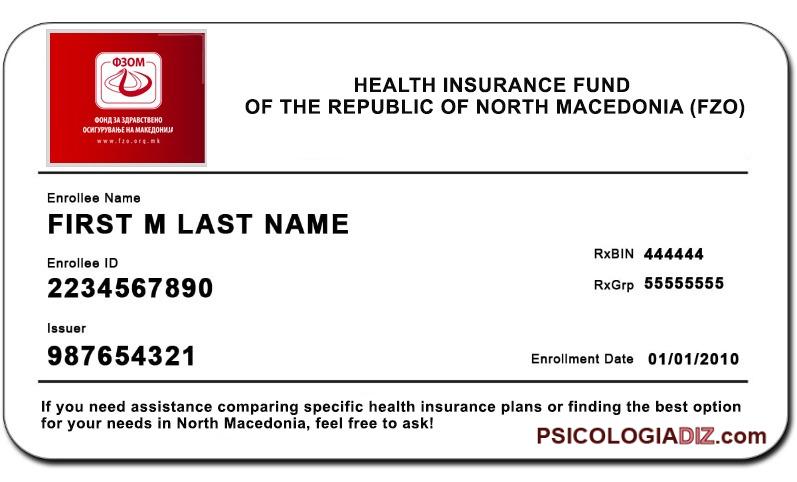 ФЗОМ
ФОНД ЗА ЗДРАВСТВЕНО
ОСИГУРУВАЊЕ НА МАКЕДОНИЈА
www.fzo.org.mk
HEALTH INSURANCE FUND
OF THE REPUBLIC OF NORTH MACEDONIA (FZO)
Enrollee Name
FIRST M LAST NAME
Enrollee ID
2234567890
RxBIN 444444
RxGrp 55555555
Issuer
987654321
Enrollment Date 01/01/2010
If you need assistance comparing specific health insurance plans or finding the best option
for your needs in North Macedonia, feel free to ask!
PSICOLOGIADIZ.com